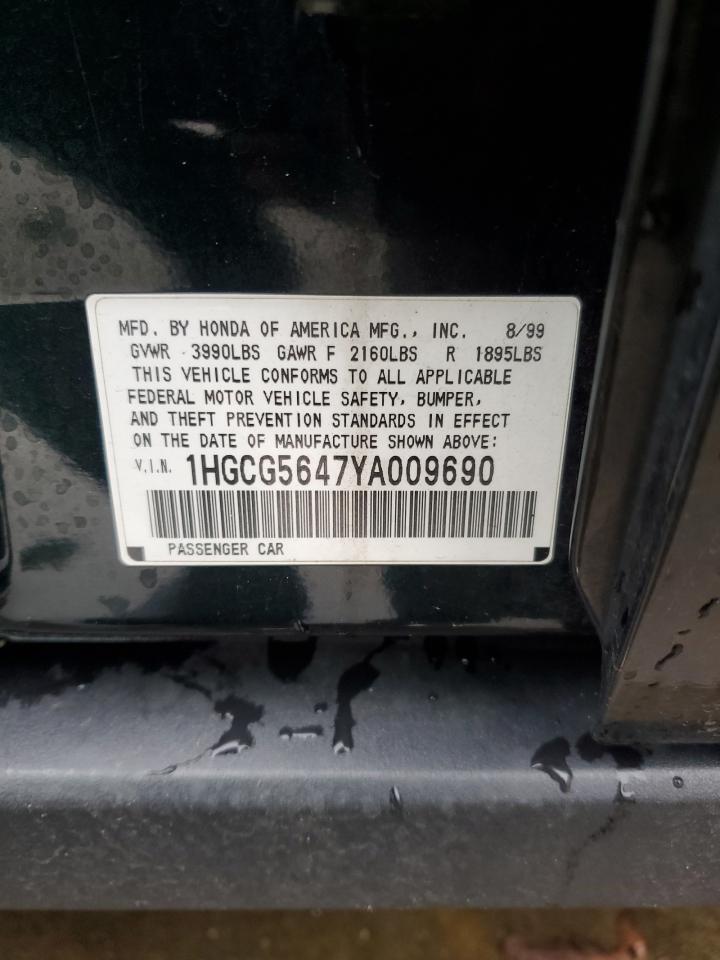 MFD. BY HONDA OF AMERICA MFG., INC. 8/99
GVWR 3990LBS GAWR F 2160LBS R 1895LBS
THIS VEHICLE CONFORMS TO ALL APPLICABLE
FEDERAL MOTOR VEHICLE SAFETY, BUMPER,
AND THEFT PREVENTION STANDARDS IN EFFECT
ON THE DATE OF MANUFACTURE SHOWN ABOVE:
V.I.N. 1HGCG5647YA009690
PASSENGER CAR